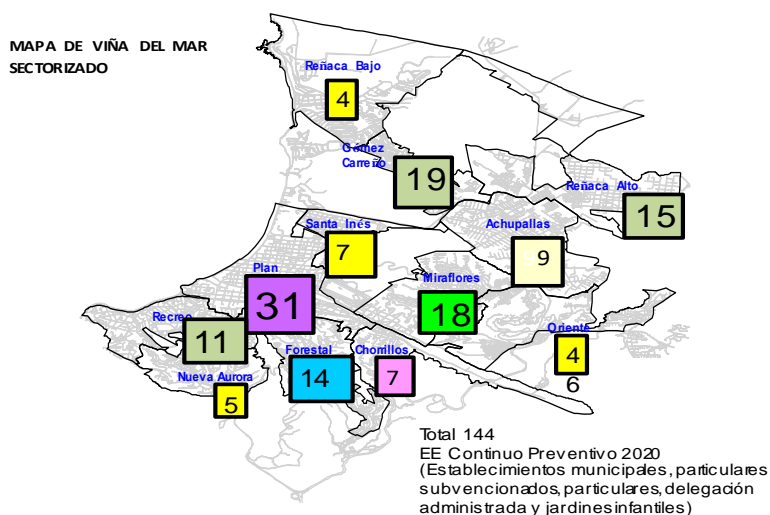 MAPA DE VIÑA DEL MAR
SECTORIZADO
Reñaca Bajo
4
Gómez
Carreño
19
Reñaca Alto
15
Santa Inés
7
Achupallas
9
Plan
31
Miraflores
18
Recreo
11
Oriente
4
6
Forestal
14
Chorrillos
7
Nueva Aurora
5
Total 144
EE Continuo Preventivo 2020
(Establecimientos municipales, particulares
subvencionados, particulares, delegación
administrada y jardines infantiles)